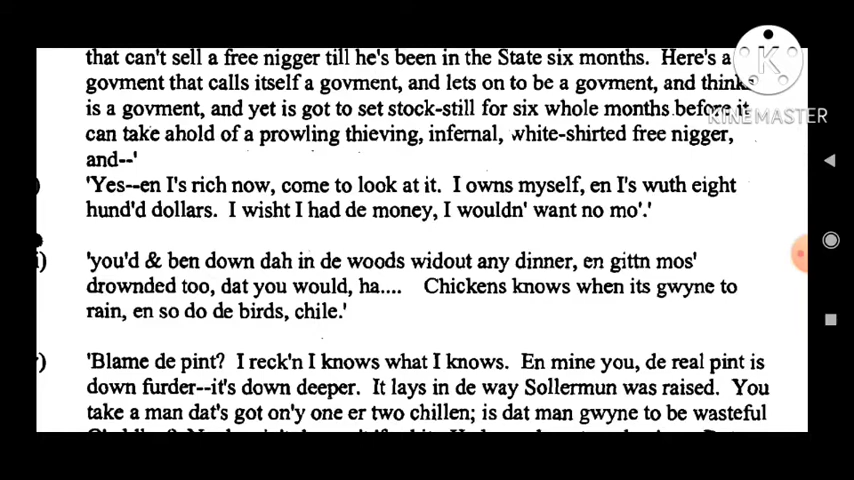 that can't sell a free nigger till he's been in the State six months. Here's a
govment that calls itself a govment, and lets on to be a govment, and thinks
is a govment, and yet is got to set stock-still for six whole months before it
can take ahold of a prowling thieving, infernal, white-shirted free nigger,
and--'
KINEMASTER
)
'Yes--en I's rich now, come to look at it. I owns myself, en I's wuth eight
hund'd dollars. I wisht I had de money, I wouldn' want no mo'.'
i)
'you'd & ben down dah in de woods widout any dinner, en gittn mos'
drownded too, dat you would, ha.... Chickens knows when its gwyne to
rain, en so do de birds, chile.'
)
'Blame de pint? I reck'n I knows what I knows. En mine you, de real pint is
down furder--it's down deeper. It lays in de way Sollermun was raised. You
take a man dat's got on'y one er two chillen; is dat man gwyne to be wasteful